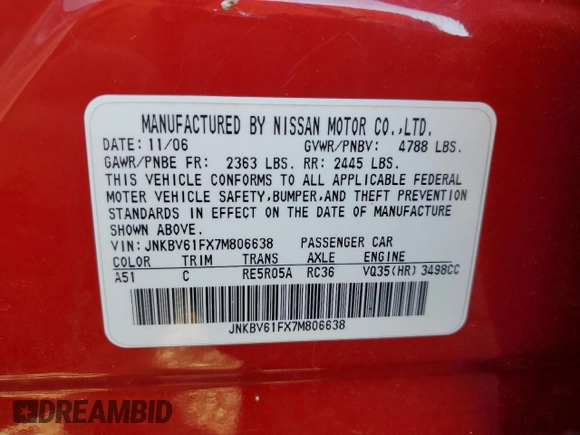 MANUFACTURED BY NISSAN MOTOR CO.,LTD.
DATE: 11/06 GVWR/PNBV: 4788 LBS.
GAWR/PNBE FR: 2363 LBS. RR: 2445 LBS.
THIS VEHICLE CONFORMS TO ALL APPLICABLE FEDERAL
MOTOR VEHICLE SAFETY,BUMPER,AND THEFT PREVENTION
STANDARDS IN EFFECT ON THE DATE OF MANUFACTURE
SHOWN ABOVE.
VIN: JNKBV61FX7M806638 PASSENGER CAR
COLOR TRIM TRANS AXLE ENGINE
A51 C RE5R05A RC36 VQ35(HR) 3498CC
JNKBV61FX7M806638
DREAMBID